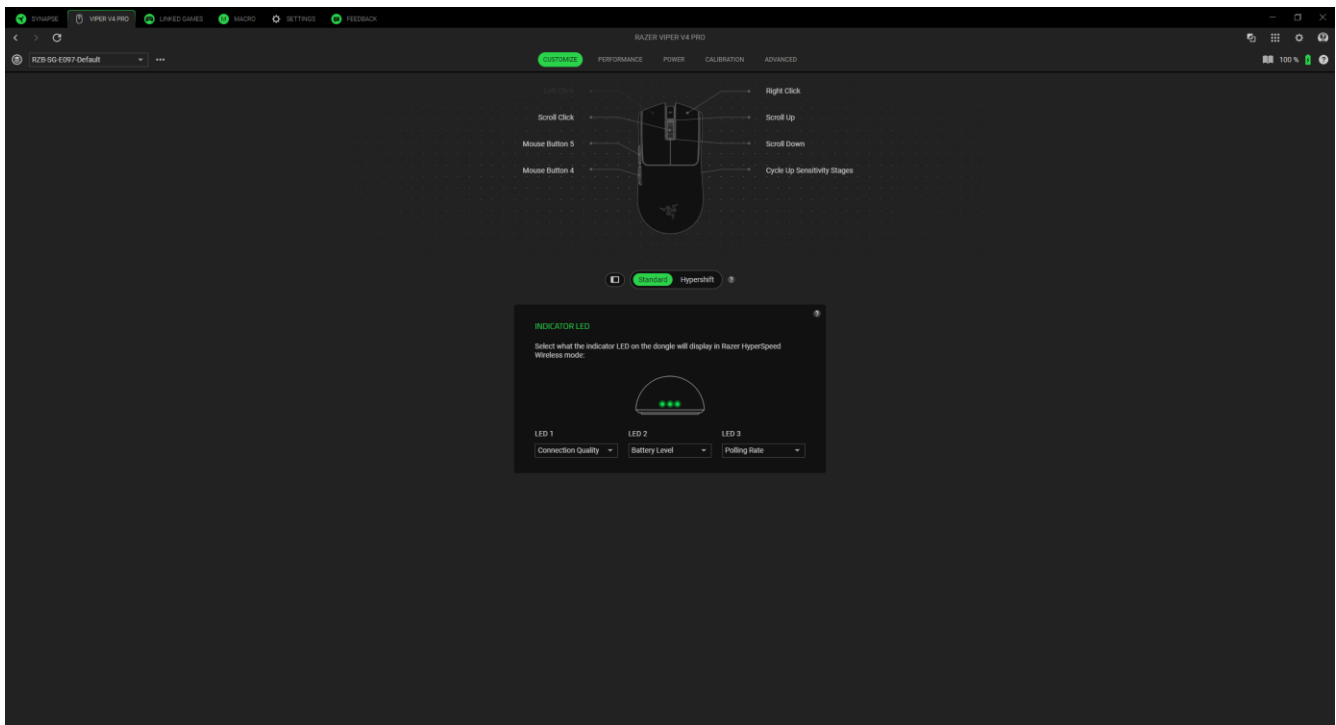 SYNAPSE VIPER V4 PRO LINKED GAMES MACRO SETTINGS FEEDBACK
RAZER VIPER V4 PRO
RZB-SG-E097-Default CUSTOMIZE PERFORMANCE POWER CALIBRATION ADVANCED 100 %
Left Click Right Click
Scroll Click Scroll Up
Mouse Button 5 Scroll Down
Mouse Button 4 Cycle Up Sensitivity Stages
Standard Hypershift ?
?
INDICATOR LED
Select what the indicator LED on the dongle will display in Razer HyperSpeed
Wireless mode:
LED 1 LED 2 LED 3
Connection Quality Battery Level Polling Rate